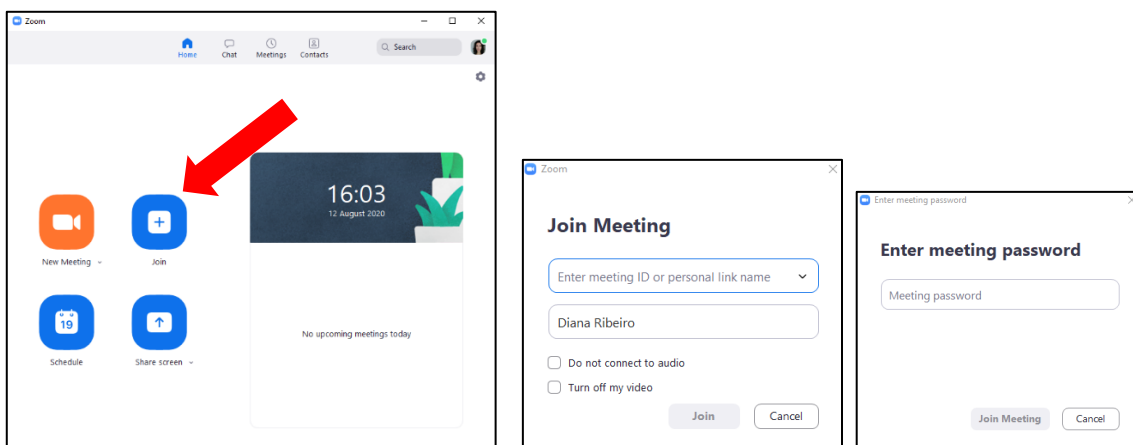 Zoom
Home Chat Meetings Contacts Search
16:03
12 August 2020
New Meeting Join
19
Schedule Share screen
No upcoming meetings today
Zoom
Join Meeting
Enter meeting ID or personal link name
Diana Ribeiro
Do not connect to audio
Turn off my video
Join Cancel
Enter meeting password
Enter meeting password
Meeting password
Join Meeting Cancel